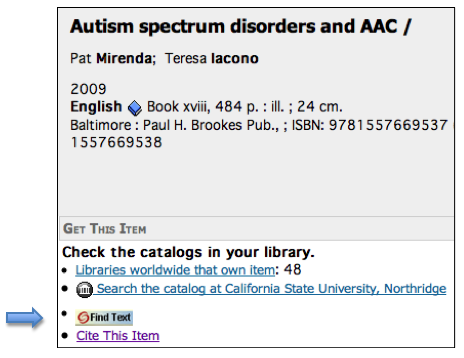 Autism spectrum disorders and AAC /
Pat Mirenda; Teresa Iacono
2009
English Book xviii, 484 p. : ill. ; 24 cm.
Baltimore : Paul H. Brookes Pub., ; ISBN: 9781557669537
1557669538
GET THIS ITEM
Check the catalogs in your library.
• Libraries worldwide that own item: 48
• Search the catalog at California State University, Northridge
• Find Text
• Cite This Item